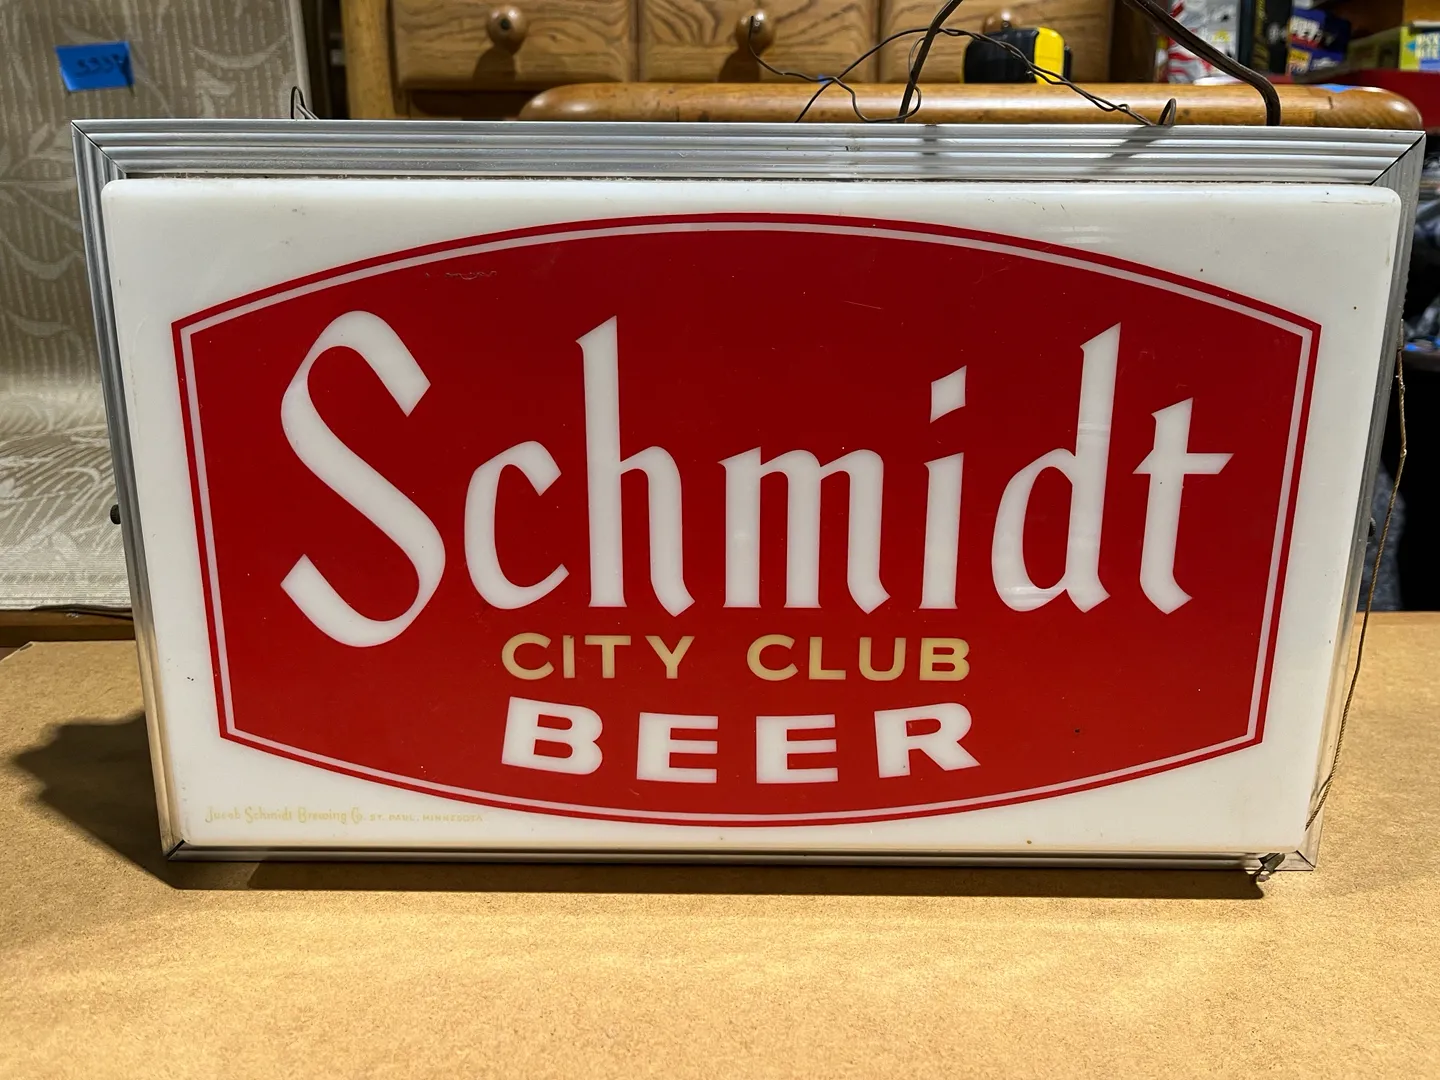 Schmidt
CITY CLUB
BEER
Jacob Schmidt Brewing Co. ST. PAUL, MINNESOTA